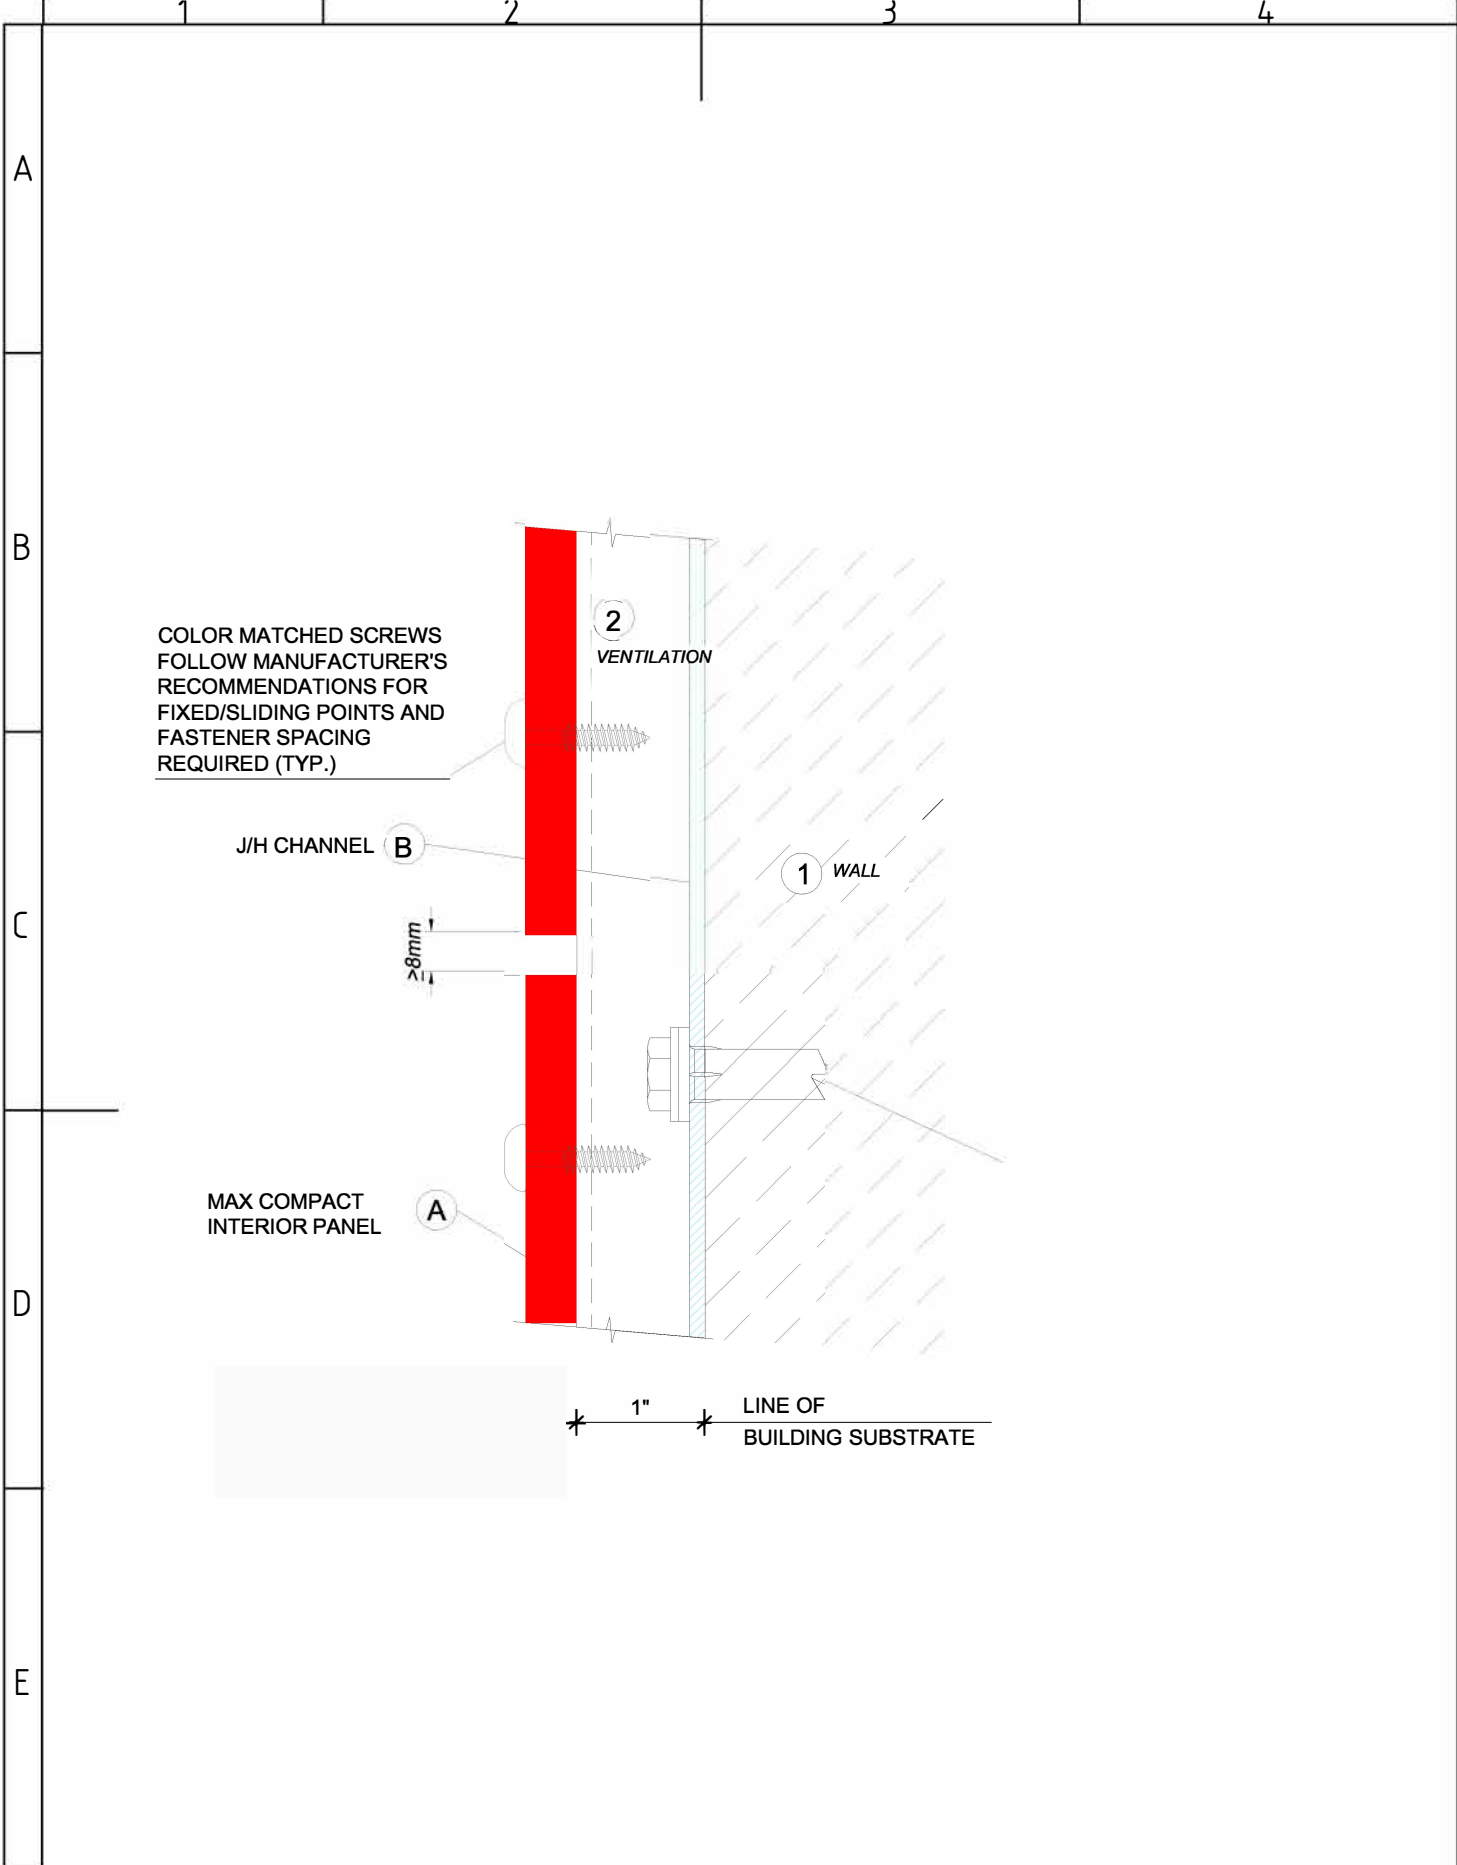 1 2 3 4
A
B
2
VENTILATION
COLOR MATCHED SCREWS
FOLLOW MANUFACTURER'S
RECOMMENDATIONS FOR
FIXED/SLIDING POINTS AND
FASTENER SPACING
REQUIRED (TYP.)
J/H CHANNEL B
1 WALL
C
≥8mm
MAX COMPACT
INTERIOR PANEL
A
D
1"
LINE OF
BUILDING SUBSTRATE
E